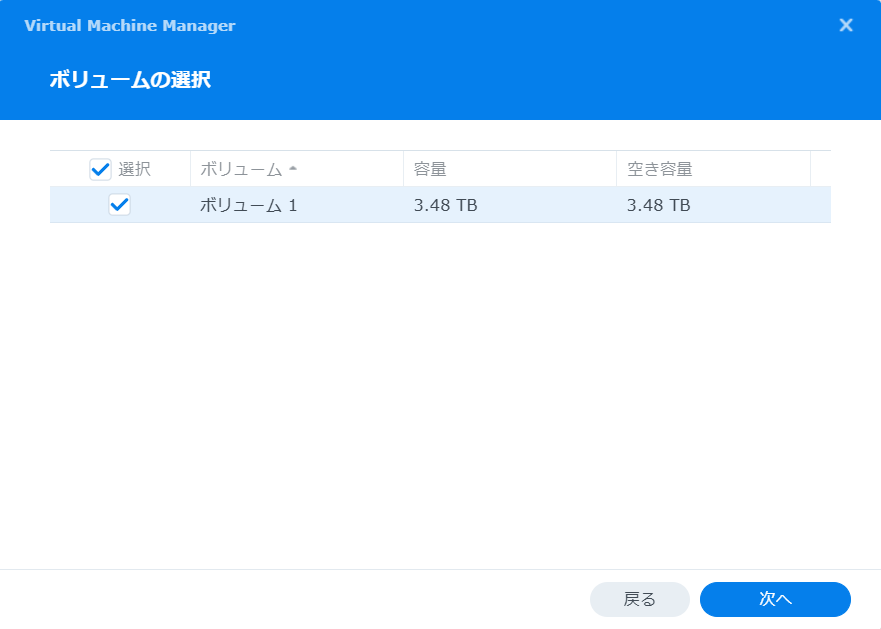 Virtual Machine Manager
ボリュームの選択
選択 ボリューム 容量 空き容量
ボリューム 1 3.48 TB 3.48 TB
戻る 次へ